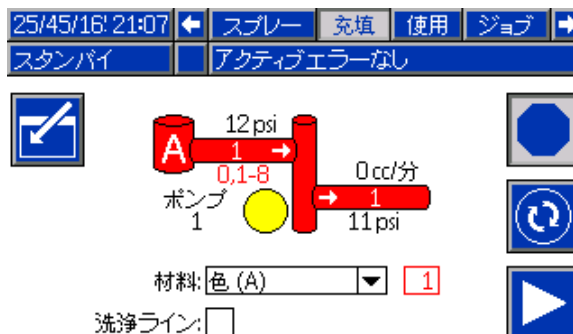 25/45/16 21:07 スプレー 充填 使用 ジョブ
スタンバイ アクティブエラーなし
12 psi
A 1
0,1-8
0 cc/分
ポンプ
1
1
11 psi
材料: 色 (A) 1
洗浄ライン: